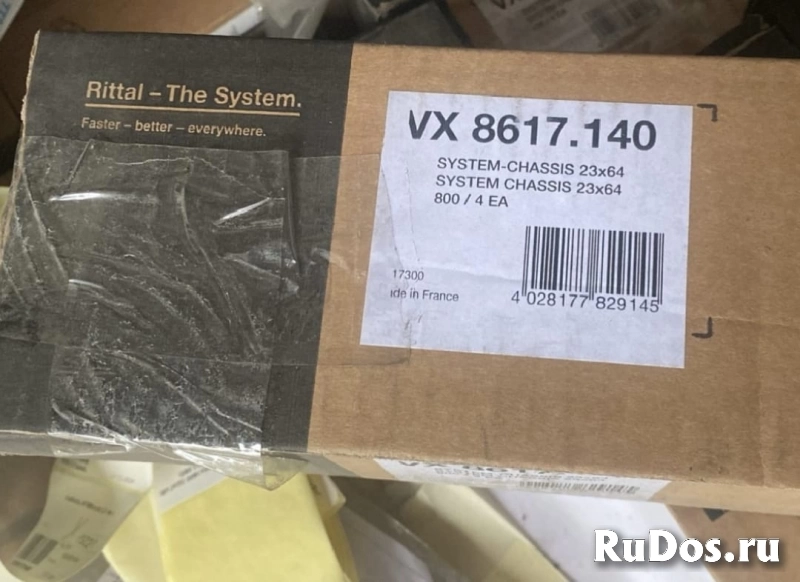 Rittal – The System.
Faster – better – everywhere.
VX 8617.140
SYSTEM-CHASSIS 23x64
SYSTEM CHASSIS 23x64
800 / 4 EA
17300
de in France
4 028177 829145
RuDos.ru